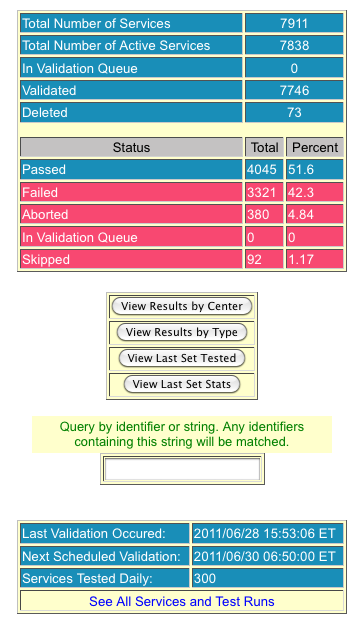 Total Number of Services 7911
Total Number of Active Services 7838
In Validation Queue 0
Validated 7746
Deleted 73
Status Total Percent
Passed 4045 51.6
Failed 3321 42.3
Aborted 380 4.84
In Validation Queue 0 0
Skipped 92 1.17
View Results by Center
View Results by Type
View Last Set Tested
View Last Set Stats
Query by identifier or string. Any identifiers
containing this string will be matched.
Last Validation Occured: 2011/06/28 15:53:06 ET
Next Scheduled Validation: 2011/06/30 06:50:00 ET
Services Tested Daily: 300
See All Services and Test Runs